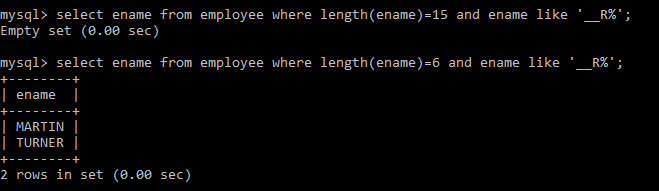 mysql> select ename from employee where length(ename)=15 and ename like '__R%';
Empty set (0.00 sec)
mysql> select ename from employee where length(ename)=6 and ename like '__R%';
+--------+
| ename  |
+--------+
| MARTIN |
| TURNER |
+--------+
2 rows in set (0.00 sec)